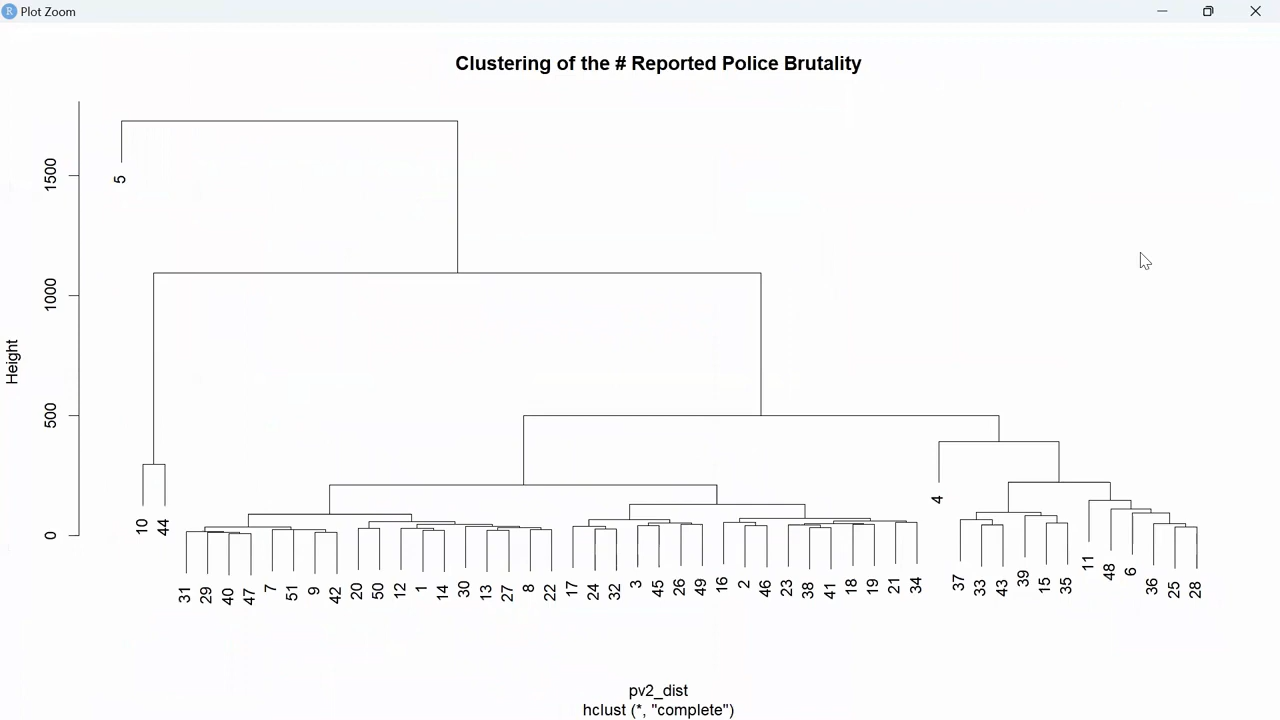 R Plot Zoom
Clustering of the # Reported Police Brutality
Height
1500
1000
500
0
5
10 44
31 29 40 47 7 51 9 42 20 50 12 1 14 30 13 27 8 22 17 24 32 3 45 26 49 16 2 46 23 38 41 18 19 21 34
4
37 33 43 39 15 35 11 48 6 36 25 28
pv2_dist
hclust (*, "complete")